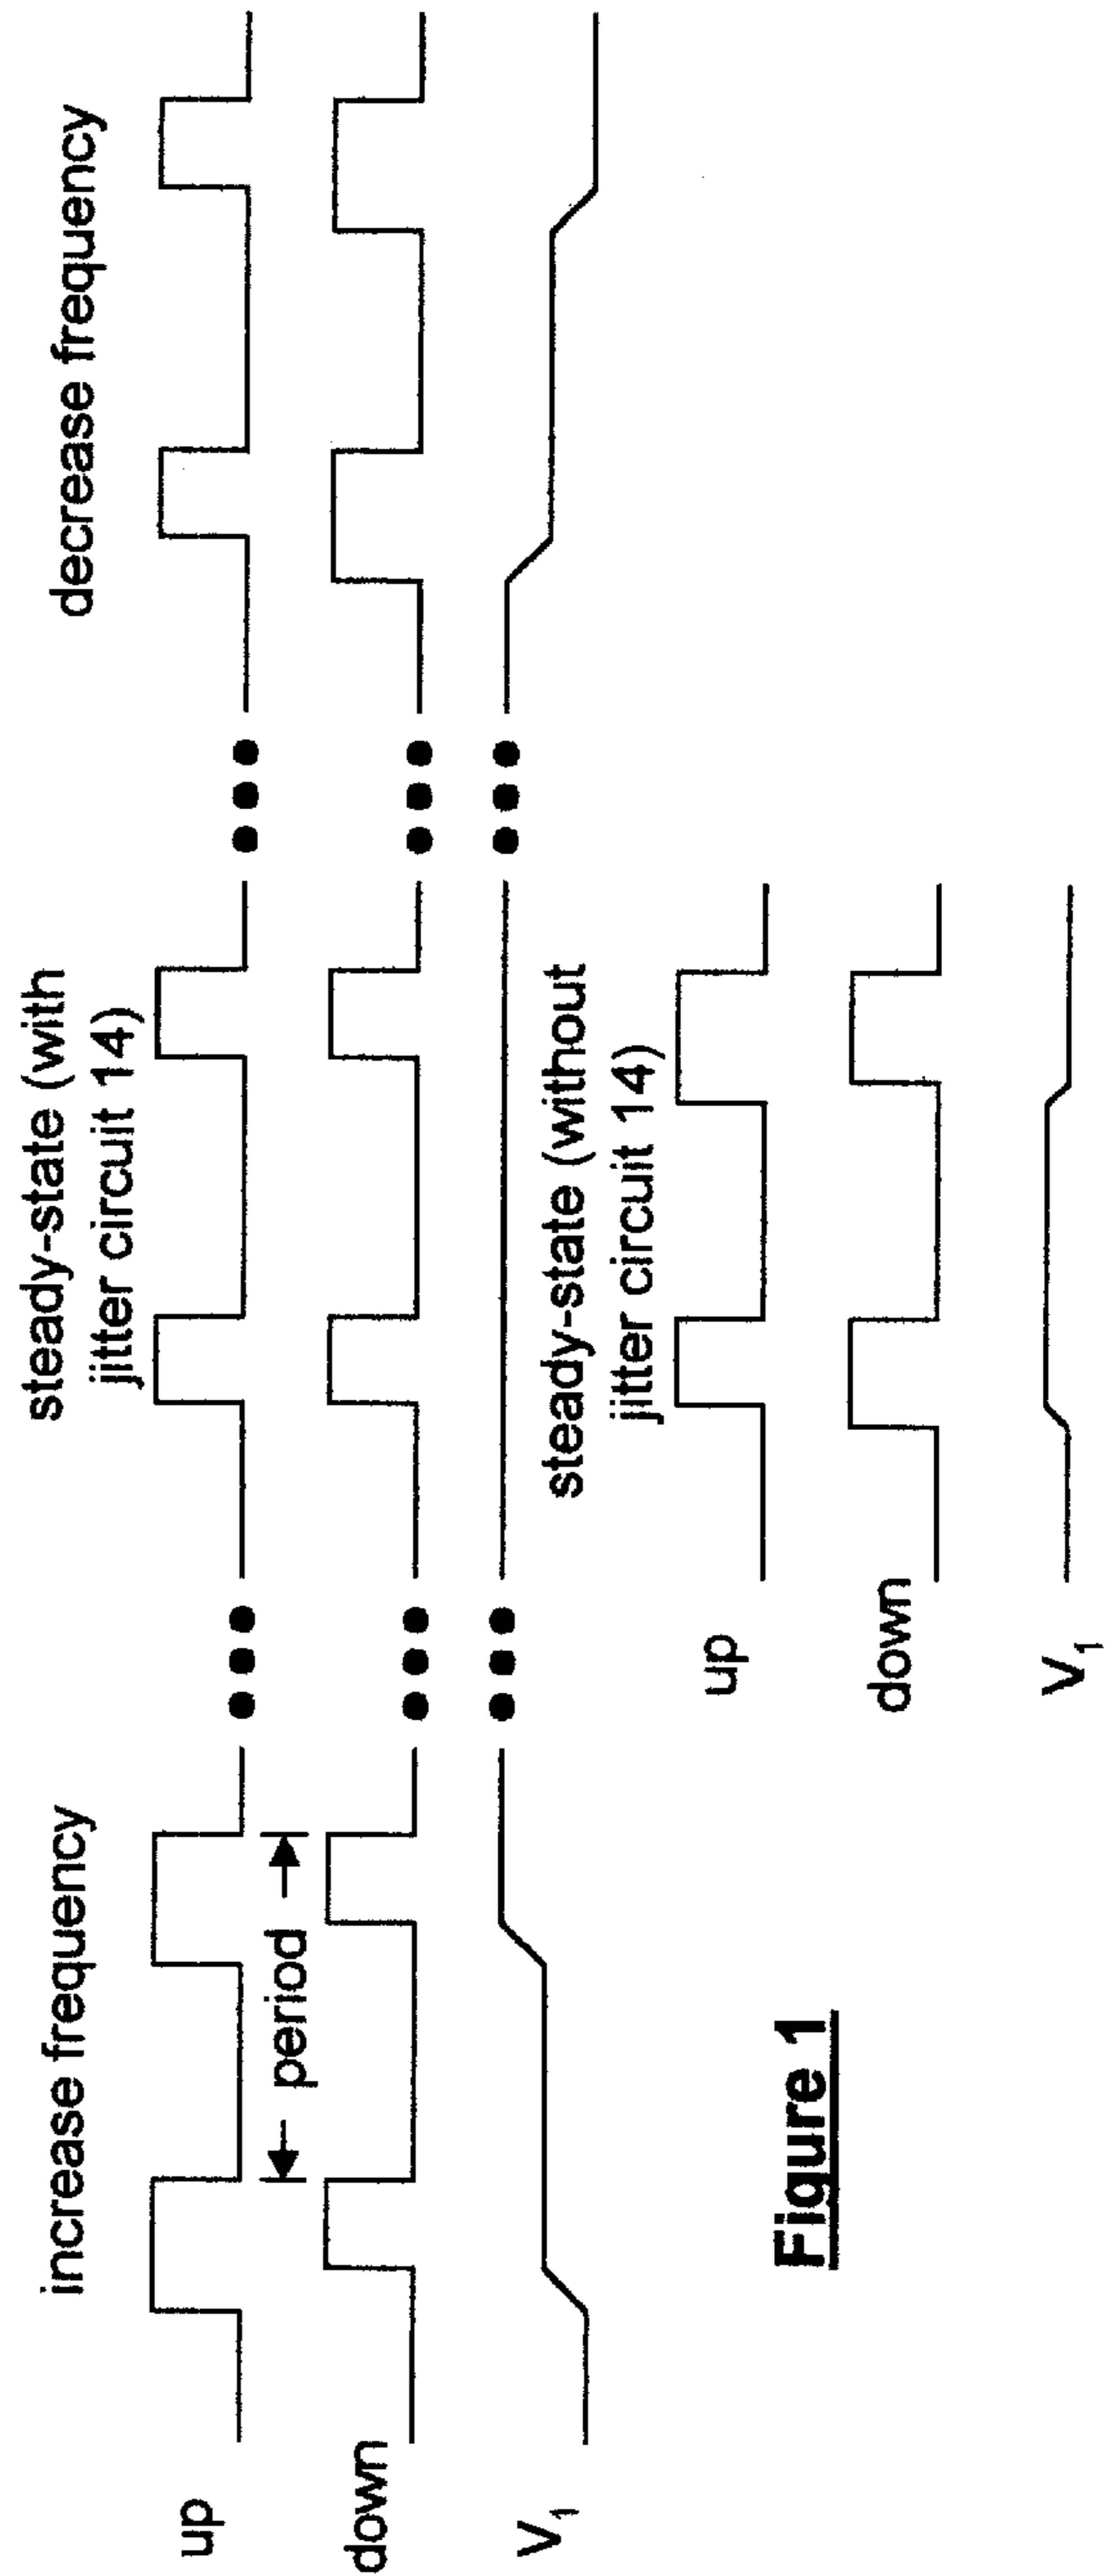 increase frequency
steady-state (with
jitter circuit 14)
decrease frequency
up
period
down
V1
steady-state (without
jitter circuit 14)
up
down
V1
Figure 1